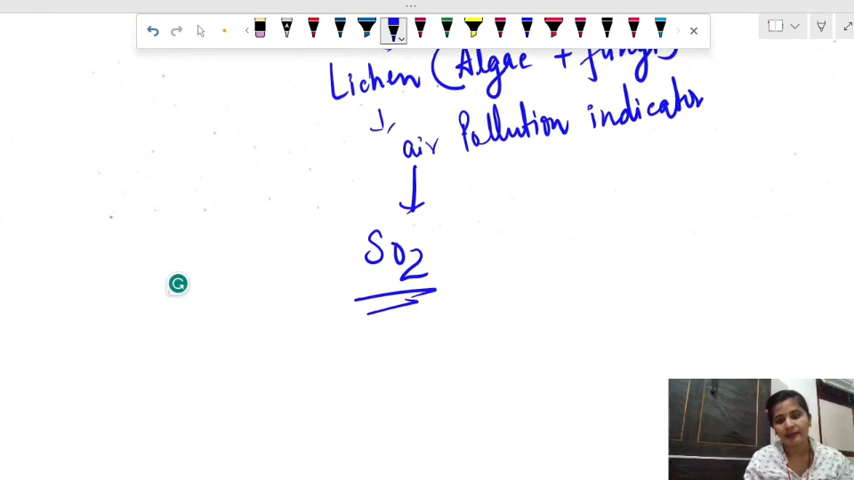 Lichen (Algae + fungi)
air Pollution indicator
SO2